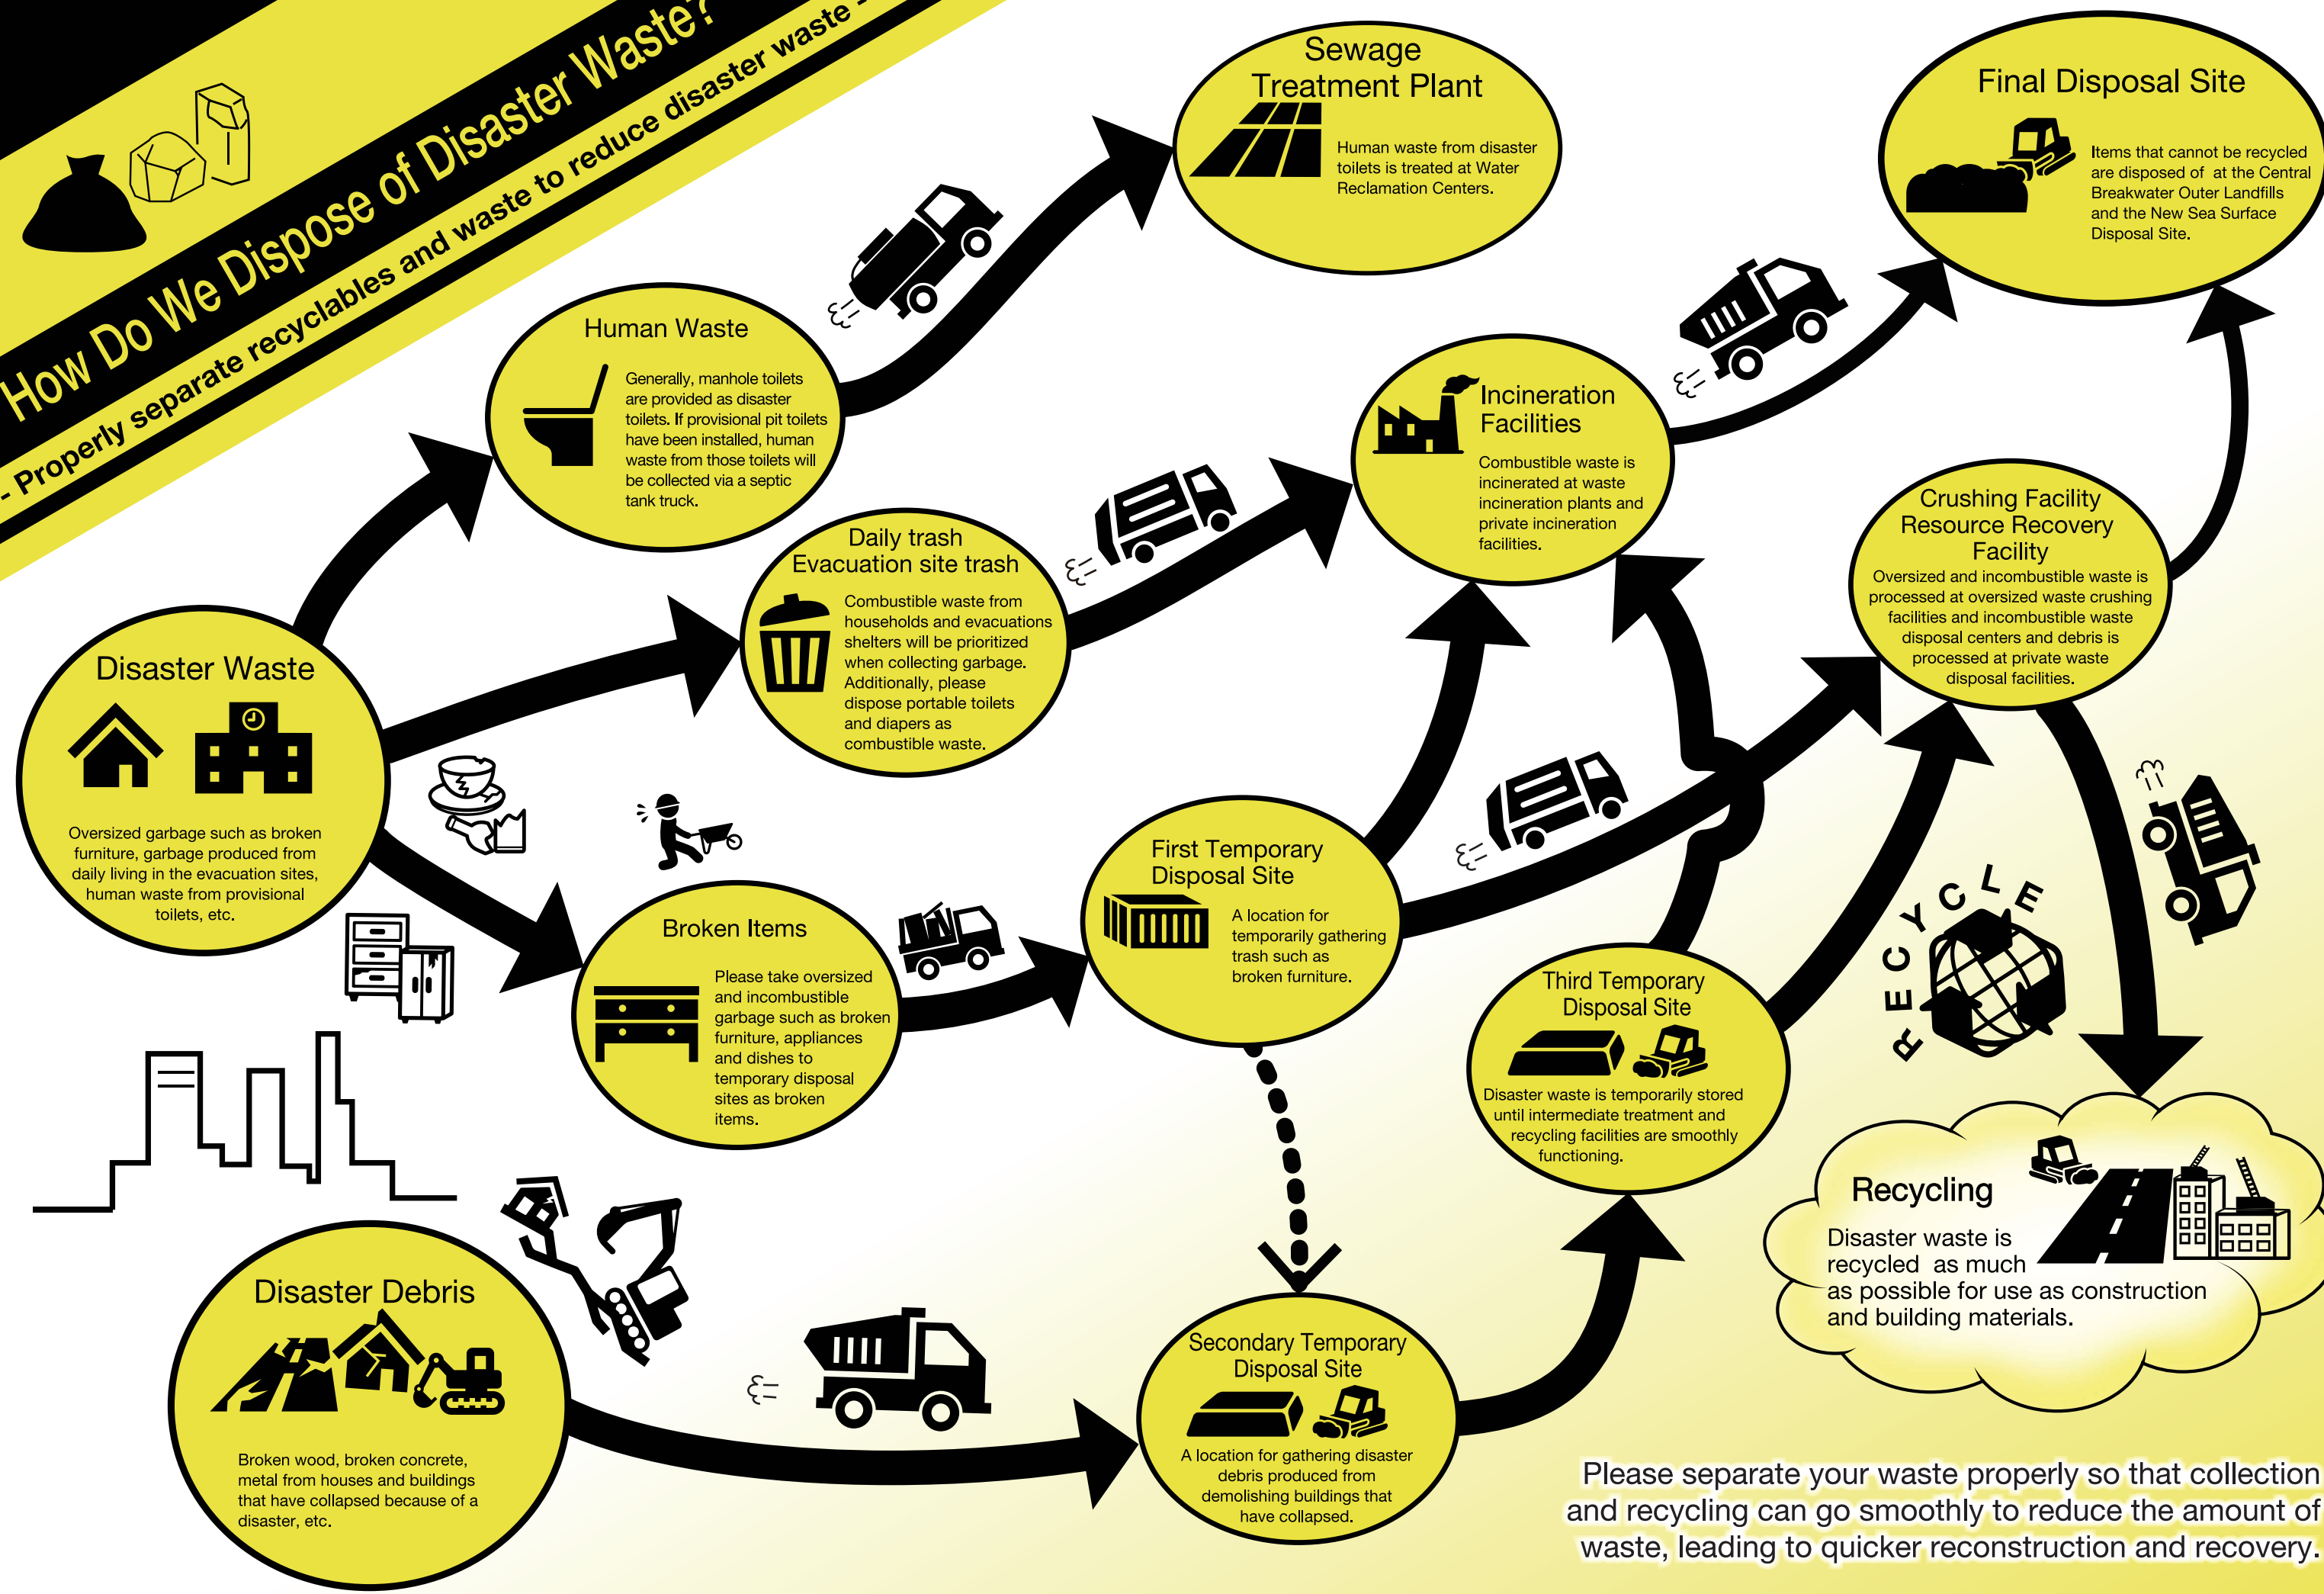 How Do We Dispose of Disaster Waste?
- Properly separate recyclables and waste to reduce disaster waste -
Sewage
Treatment Plant
Human waste from disaster
toilets is treated at Water
Reclamation Centers.
Final Disposal Site
Items that cannot be recycled
are disposed of  at the Central
Breakwater Outer Landfills
and the New Sea Surface
Disposal Site.
Human Waste
Generally, manhole toilets
are provided as disaster
toilets. If provisional pit toilets
have been installed, human
waste from those toilets will
be collected via a septic
tank truck.
Incineration
Facilities
Combustible waste is
incinerated at waste
incineration plants and
private incineration
facilities.
Crushing Facility
Resource Recovery
Facility
Oversized and incombustible waste is
processed at oversized waste crushing
facilities and incombustible waste
disposal centers and debris is
processed at private waste
disposal facilities.
Daily trash
Evacuation site trash
Combustible waste from
households and evacuations
shelters will be prioritized
when collecting garbage.
Additionally, please
dispose portable toilets
and diapers as
combustible waste.
Disaster Waste
Oversized garbage such as broken
furniture, garbage produced from
daily living in the evacuation sites,
human waste from provisional
toilets, etc.
Broken Items
Please take oversized
and incombustible
garbage such as broken
furniture, appliances
and dishes to
temporary disposal
sites as broken
items.
First Temporary
Disposal Site
A location for
temporarily gathering
trash such as
broken furniture.
Third Temporary
Disposal Site
Disaster waste is temporarily stored
until intermediate treatment and
recycling facilities are smoothly
functioning.
RECYCLE
Recycling
Disaster waste is
recycled  as much
as possible for use as construction
and building materials.
Disaster Debris
Broken wood, broken concrete,
metal from houses and buildings
that have collapsed because of a
disaster, etc.
Secondary Temporary
Disposal Site
A location for gathering disaster
debris produced from
demolishing buildings that
have collapsed.
Please separate your waste properly so that collection
and recycling can go smoothly to reduce the amount of
waste, leading to quicker reconstruction and recovery.